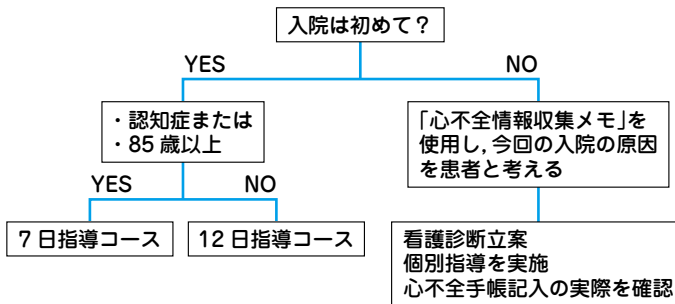 入院は初めて？
YES
NO
・認知症または
・85歳以上
「心不全情報収集メモ」を
使用し，今回の入院の原因
を患者と考える
YES
NO
7日指導コース
12日指導コース
看護診断立案
個別指導を実施
心不全手帳記入の実際を確認